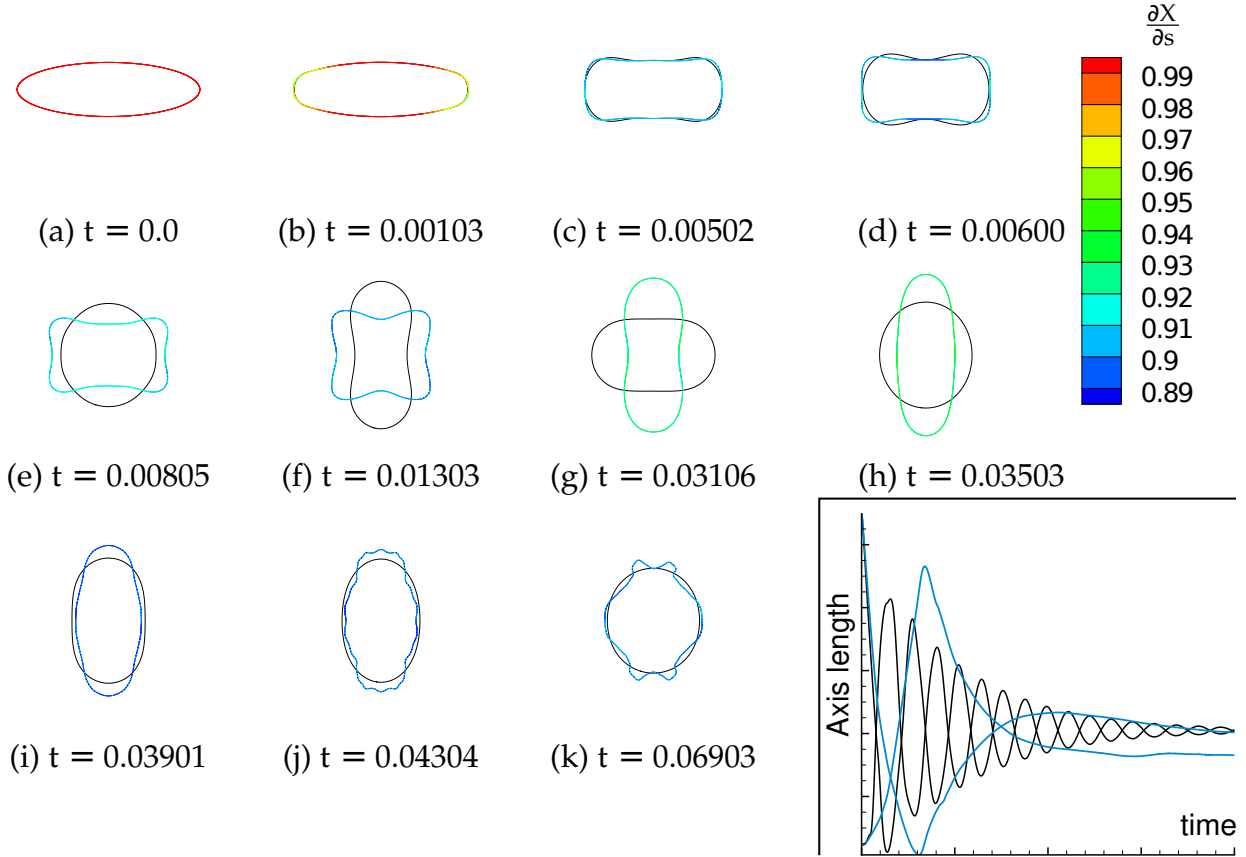 (a) t = 0.0
(b) t = 0.00103
(c) t = 0.00502
(d) t = 0.00600
∂X
∂s
0.99
0.98
0.97
0.96
0.95
0.94
0.93
0.92
0.91
0.9
0.89
(e) t = 0.00805
(f) t = 0.01303
(g) t = 0.03106
(h) t = 0.03503
(i) t = 0.03901
(j) t = 0.04304
(k) t = 0.06903
Axis length
time